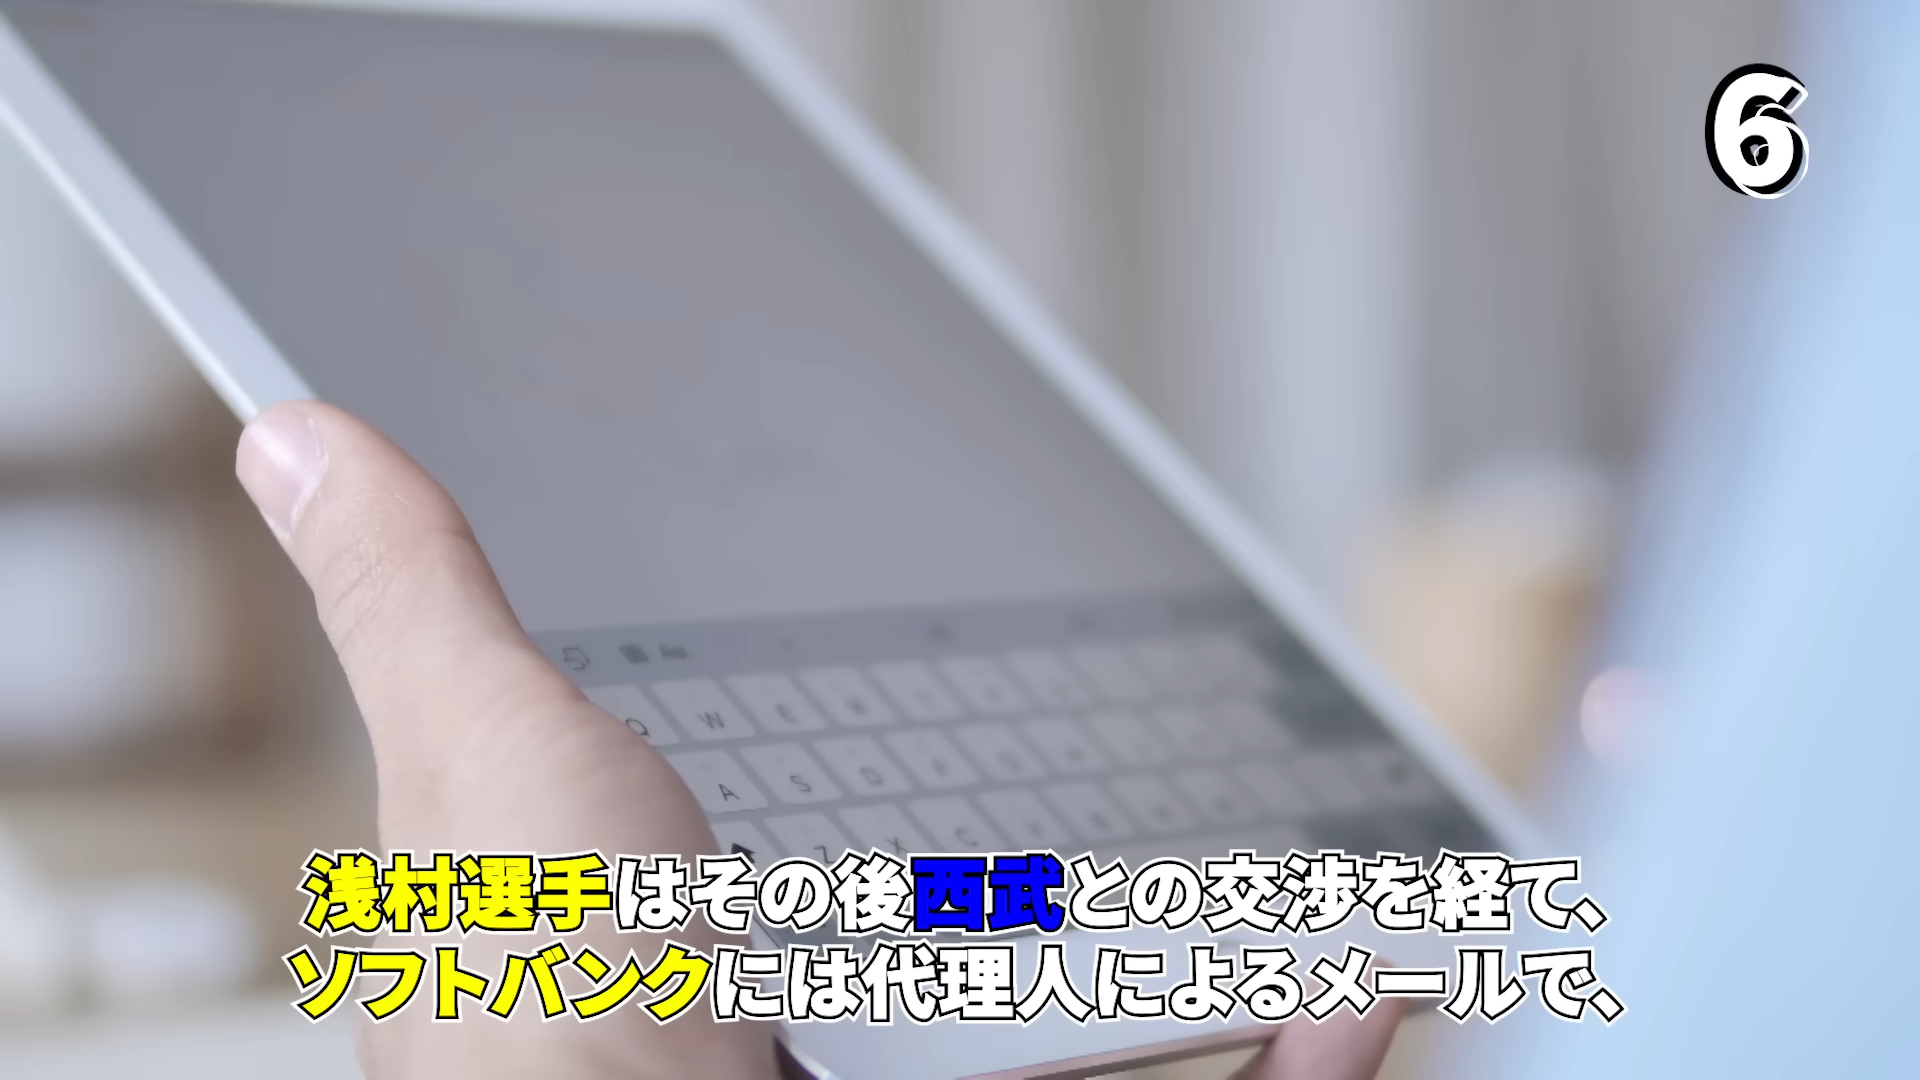 6
Q W E
A S D
Z X C
浅村選手はその後西武との交渉を経て、
ソフトバンクには代理人によるメールで、